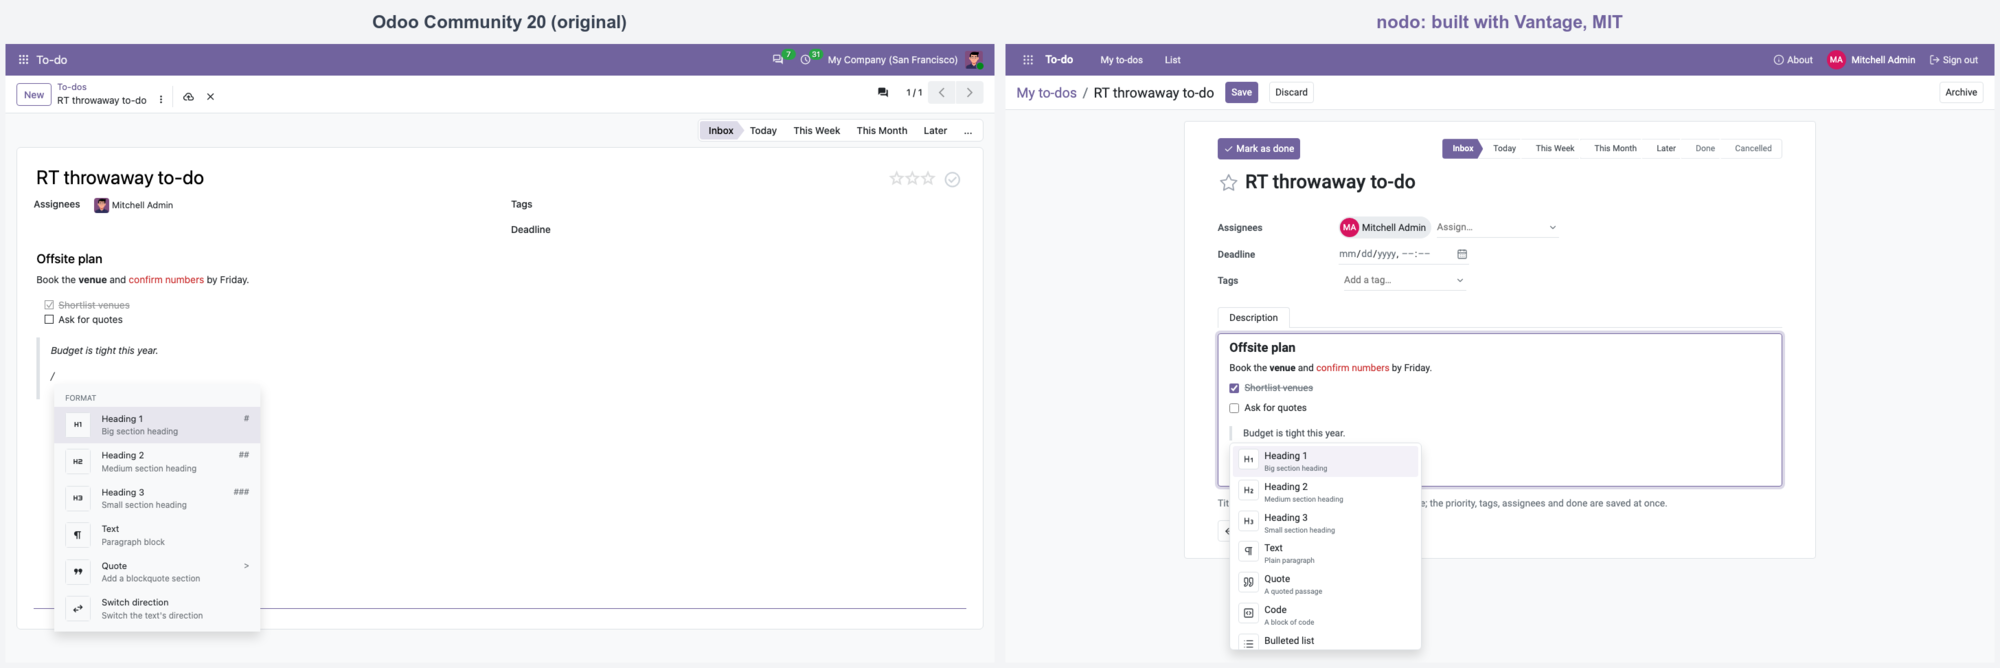 Odoo Community 20 (original)
To-do
7
31
My Company (San Francisco)
New
To-dos
RT throwaway to-do
1 / 1
Inbox
Today
This Week
This Month
Later
...
RT throwaway to-do
Assignees
Mitchell Admin
Tags
Deadline
Offsite plan
Book the venue and confirm numbers by Friday.
Shortlist venues
Ask for quotes
Budget is tight this year.
/
FORMAT
H1
Heading 1
#
Big section heading
H2
Heading 2
##
Medium section heading
H3
Heading 3
###
Small section heading
¶
Text
Paragraph block
Quote
>
Add a blockquote section
Switch direction
Switch the text's direction
nodo: built with Vantage, MIT
To-do
My to-dos
List
About
MA
Mitchell Admin
Sign out
My to-dos / RT throwaway to-do
Save
Discard
Archive
Mark as done
Inbox
Today
This Week
This Month
Later
Done
Cancelled
RT throwaway to-do
Assignees
MA
Mitchell Admin
Assign...
Deadline
mm/dd/yyyy, --:--
Tags
Add a tag...
Description
Offsite plan
Book the venue and confirm numbers by Friday.
Shortlist venues
Ask for quotes
Budget is tight this year.
H1
Heading 1
Big section heading
H2
Heading 2
Medium section heading
H3
Heading 3
Small section heading
¶
Text
Plain paragraph
Quote
A quoted passage
Code
A block of code
Bulleted list
; the priority, tags, assignees and done are saved at once.